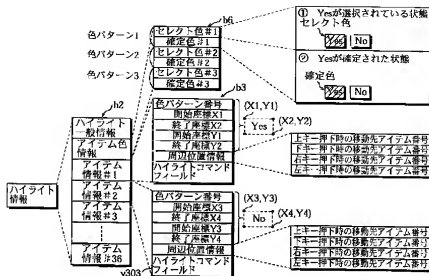 ハイライト
情報
h2
ハイライト
一般情報
アイテム色
情報
アイテム
情報#1
アイテム
情報#2
アイテム
情報#3
アイテム
情報#36
色パターン1
色パターン2
色パターン3
b6
セレクト色#1
確定色#1
セレクト色#2
確定色#2
セレクト色#3
確定色#3
b3
色パターン番号
開始座標X1
終了座標X2
開始座標Y1
終了座標Y2
周辺位置情報
ハイライトコマンド
フィールド
色パターン番号
開始座標X3
終了座標X4
開始座標Y3
終了座標Y4
周辺位置情報
ハイライトコマンド
フィールド
y303
① Yesが選択されている状態
セレクト色
Yes No
② Yesが確定された状態
確定色
Yes No
(X1,Y1)
Yes
(X2,Y2)
上キー押下時の移動先アイテム番号
下キー押下時の移動先アイテム番号
右キー押下時の移動先アイテム番号
左キー押下時の移動先アイテム番号
(X3,Y3)
No
(X4,Y4)
上キー押下時の移動先アイテム番号
下キー押下時の移動先アイテム番号
右キー押下時の移動先アイテム番号
左キー押下時の移動先アイテム番号